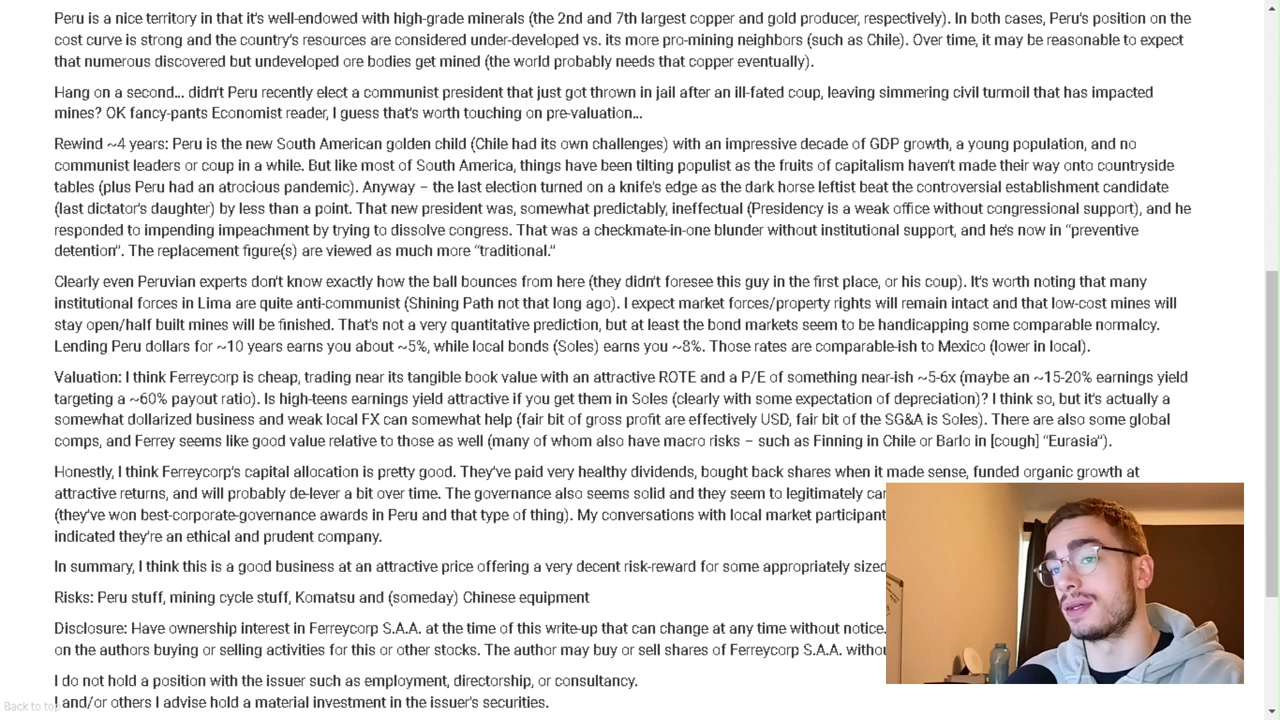 Peru is a nice territory in that it's well-endowed with high-grade minerals (the 2nd and 7th largest copper and gold producer, respectively). In both cases, Peru's position on the
cost curve is strong and the country's resources are considered under-developed vs. its more pro-mining neighbors (such as Chile). Over time, it may be reasonable to expect
that numerous discovered but undeveloped ore bodies get mined (the world probably needs that copper eventually).
Hang on a second... didn't Peru recently elect a communist president that just got thrown in jail after an ill-fated coup, leaving simmering civil turmoil that has impacted
mines? OK fancy-pants Economist reader, I guess that's worth touching on pre-valuation...
Rewind ~4 years: Peru is the new South American golden child (Chile had its own challenges) with an impressive decade of GDP growth, a young population, and no
communist leaders or coup in a while. But like most of South America, things have been tilting populist as the fruits of capitalism haven't made their way onto countryside
tables (plus Peru had an atrocious pandemic). Anyway – the last election turned on a knife's edge as the dark horse leftist beat the controversial establishment candidate
(last dictator's daughter) by less than a point. That new president was, somewhat predictably, ineffectual (Presidency is a weak office without congressional support), and he
responded to impending impeachment by trying to dissolve congress. That was a checkmate-in-one blunder without institutional support, and he's now in “preventive
detention”. The replacement figure(s) are viewed as much more “traditional.”
Clearly even Peruvian experts don't know exactly how the ball bounces from here (they didn't foresee this guy in the first place, or his coup). It's worth noting that many
institutional forces in Lima are quite anti-communist (Shining Path not that long ago). I expect market forces/property rights will remain intact and that low-cost mines will
stay open/half built mines will be finished. That's not a very quantitative prediction, but at least the bond markets seem to be handicapping some comparable normalcy.
Lending Peru dollars for ~10 years earns you about ~5%, while local bonds (Soles) earns you ~8%. Those rates are comparable-ish to Mexico (lower in local).
Valuation: I think Ferreycorp is cheap, trading near its tangible book value with an attractive ROTE and a P/E of something near-ish ~5-6x (maybe an ~15-20% earnings yield
targeting a ~60% payout ratio). Is high-teens earnings yield attractive if you get them in Soles (clearly with some expectation of depreciation)? I think so, but it's actually a
somewhat dollarized business and weak local FX can somewhat help (fair bit of gross profit are effectively USD, fair bit of the SG&A is Soles). There are also some global
comps, and Ferrey seems like good value relative to those as well (many of whom also have macro risks – such as Finning in Chile or Barlo in [cough] “Eurasia”).
Honestly, I think Ferreycorp's capital allocation is pretty good. They've paid very healthy dividends, bought back shares when it made sense, funded organic growth at
attractive returns, and will probably de-lever a bit over time. The governance also seems solid and they seem to legitimately car
(they've won best-corporate-governance awards in Peru and that type of thing). My conversations with local market participant
indicated they're an ethical and prudent company.
In summary, I think this is a good business at an attractive price offering a very decent risk-reward for some appropriately sized
Risks: Peru stuff, mining cycle stuff, Komatsu and (someday) Chinese equipment
Disclosure: Have ownership interest in Ferreycorp S.A.A. at the time of this write-up that can change at any time without notice.
on the authors buying or selling activities for this or other stocks. The author may buy or sell shares of Ferreycorp S.A.A. withou
I do not hold a position with the issuer such as employment, directorship, or consultancy.
I and/or others I advise hold a material investment in the issuer's securities.
Back to top